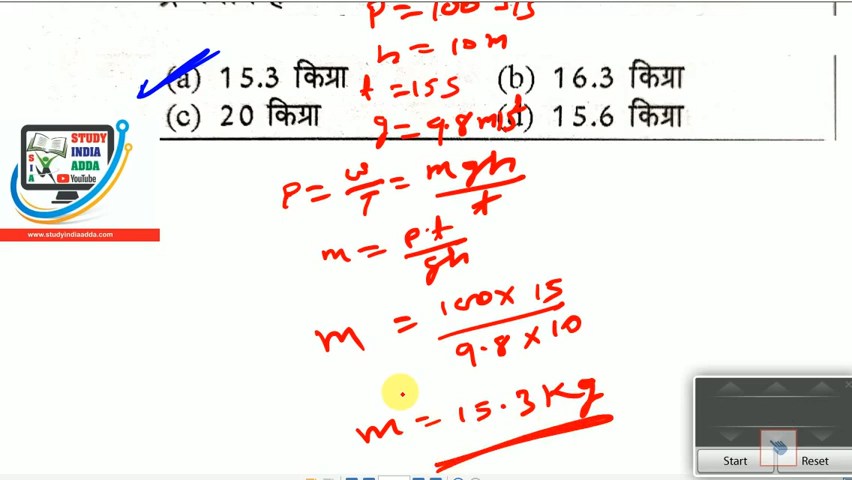 P = 100
h = 10 m
(a) 15.3 किग्रा
(b) 16.3 किग्रा
t = 15 S
(c) 20 किग्रा
(d) 15.6 किग्रा
g = 9.8 m/s
STUDY
INDIA
ADDA
SIA
YouTube
www.studyindiaadda.com
P = W/T = mgh/t
m = P.t/gh
m = 100 × 15/9.8 × 10
m = 15.3 Kg
Start
Reset